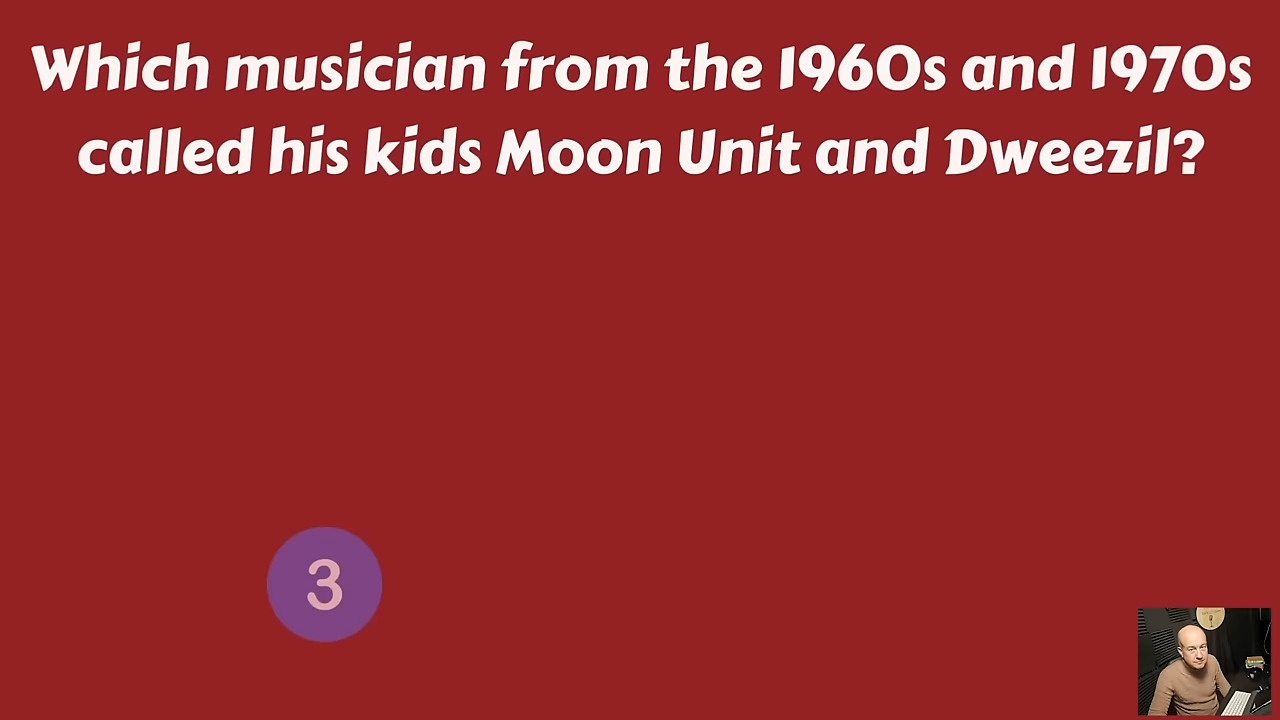 Which musician from the 1960s and 1970s
called his kids Moon Unit and Dweezil?
3